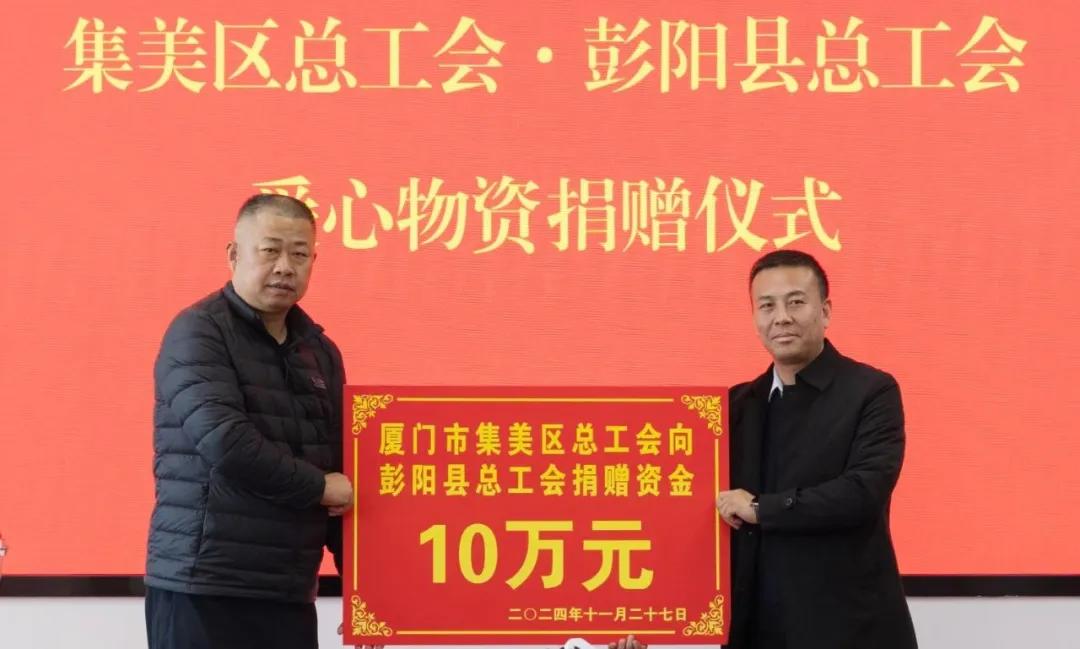 集美区总工会·彭阳县总工会
爱心物资捐赠仪式
厦门市集美区总工会向
彭阳县总工会捐赠资金
10万元
二〇二四年十一月二十七日